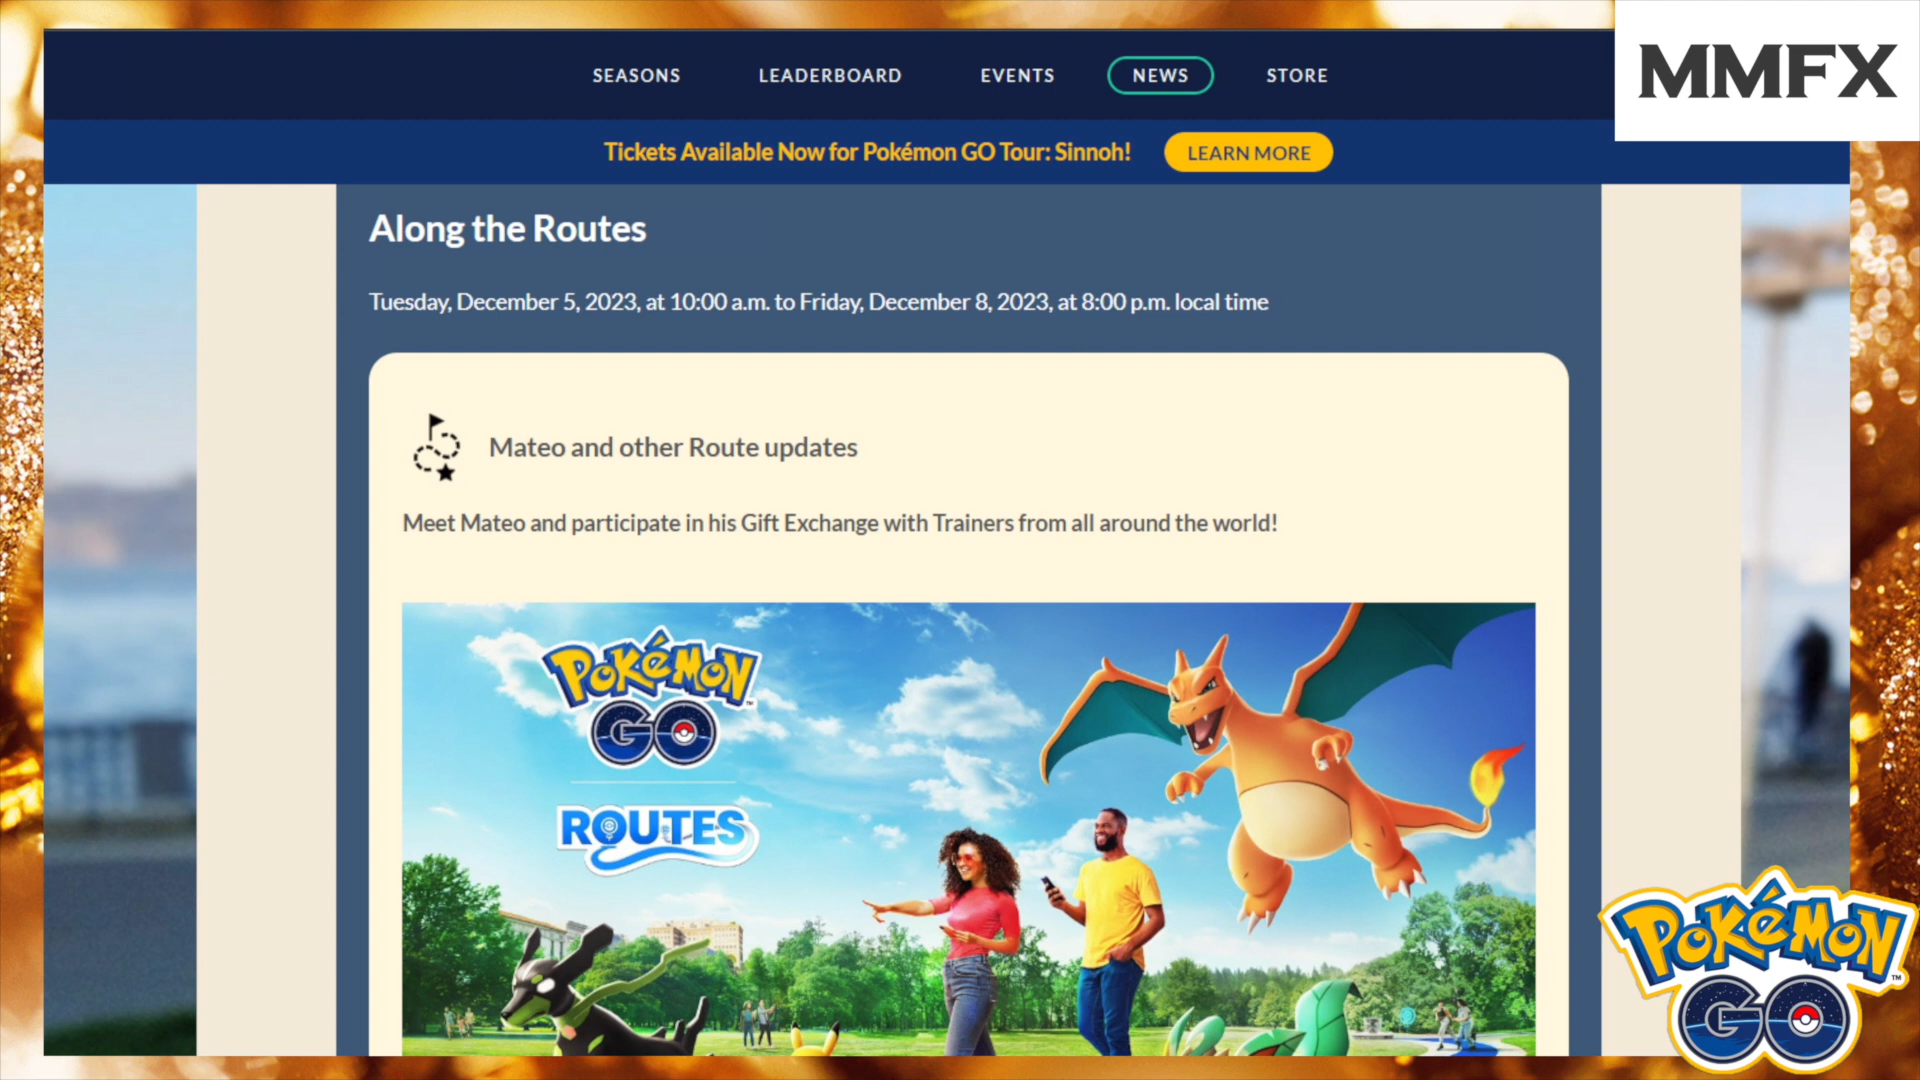 SEASONS LEADERBOARD EVENTS NEWS STORE
MMFX
Tickets Available Now for Pokémon GO Tour: Sinnoh! LEARN MORE
Along the Routes
Tuesday, December 5, 2023, at 10:00 a.m. to Friday, December 8, 2023, at 8:00 p.m. local time
Mateo and other Route updates
Meet Mateo and participate in his Gift Exchange with Trainers from all around the world!
POKéMON
™
GO
ROUTES
POKéMON
™
GO